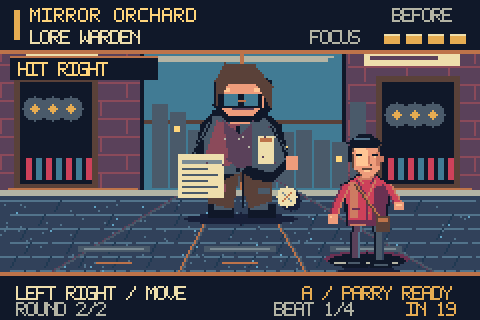 MIRROR ORCHARD
BEFORE
LORE WARDEN
FOCUS
HIT RIGHT
LEFT RIGHT / MOVE
A / PARRY READY
ROUND 2/2
BEAT 1/4
IN 19